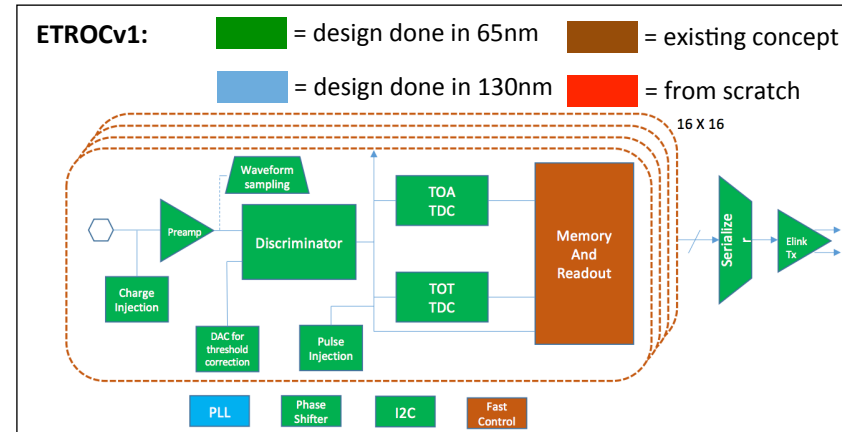 ETROCv1:
= design done in 65nm
= existing concept
= design done in 130nm
= from scratch
16 X 16
Waveform
sampling
Preamp
Discriminator
TOA
TDC
Memory
And
Readout
Serialize
r
Elink
Tx
Charge
Injection
TOT
TDC
DAC for
threshold
correction
Pulse
Injection
PLL
Phase
Shifter
I2C
Fast
Control